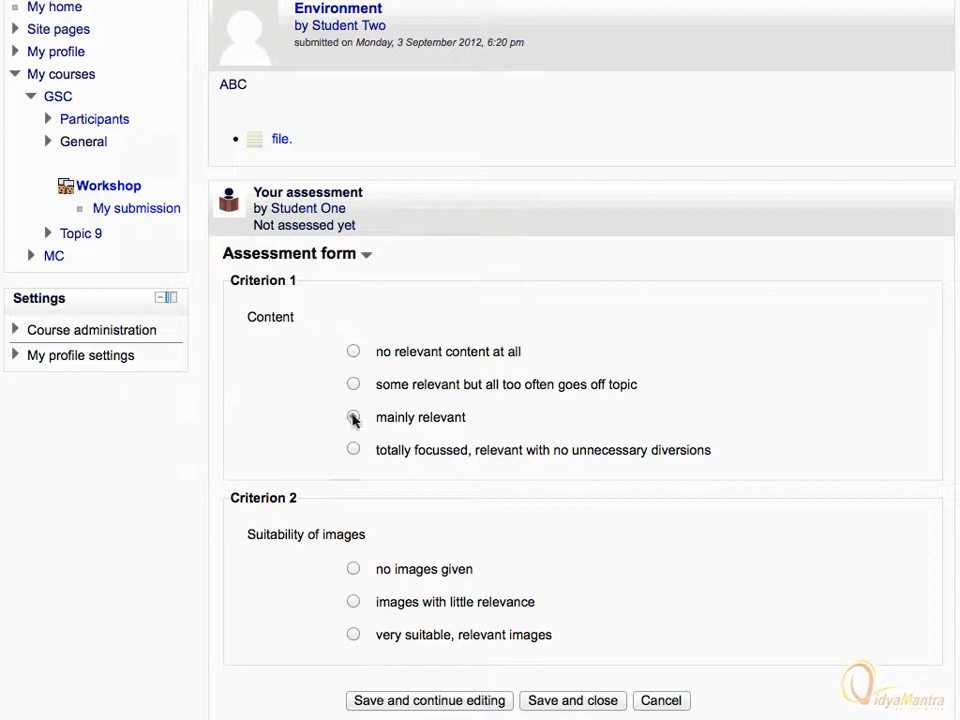 My home
Site pages
My profile
My courses
GSC
Participants
General
Workshop
My submission
Topic 9
MC
Settings
Course administration
My profile settings
Environment
by Student Two
submitted on Monday, 3 September 2012, 6:20 pm
ABC
file.
Your assessment
by Student One
Not assessed yet
Assessment form
Criterion 1
Content
no relevant content at all
some relevant but all too often goes off topic
mainly relevant
totally focussed, relevant with no unnecessary diversions
Criterion 2
Suitability of images
no images given
images with little relevance
very suitable, relevant images
Save and continue editing
Save and close
Cancel
VidyaMantra